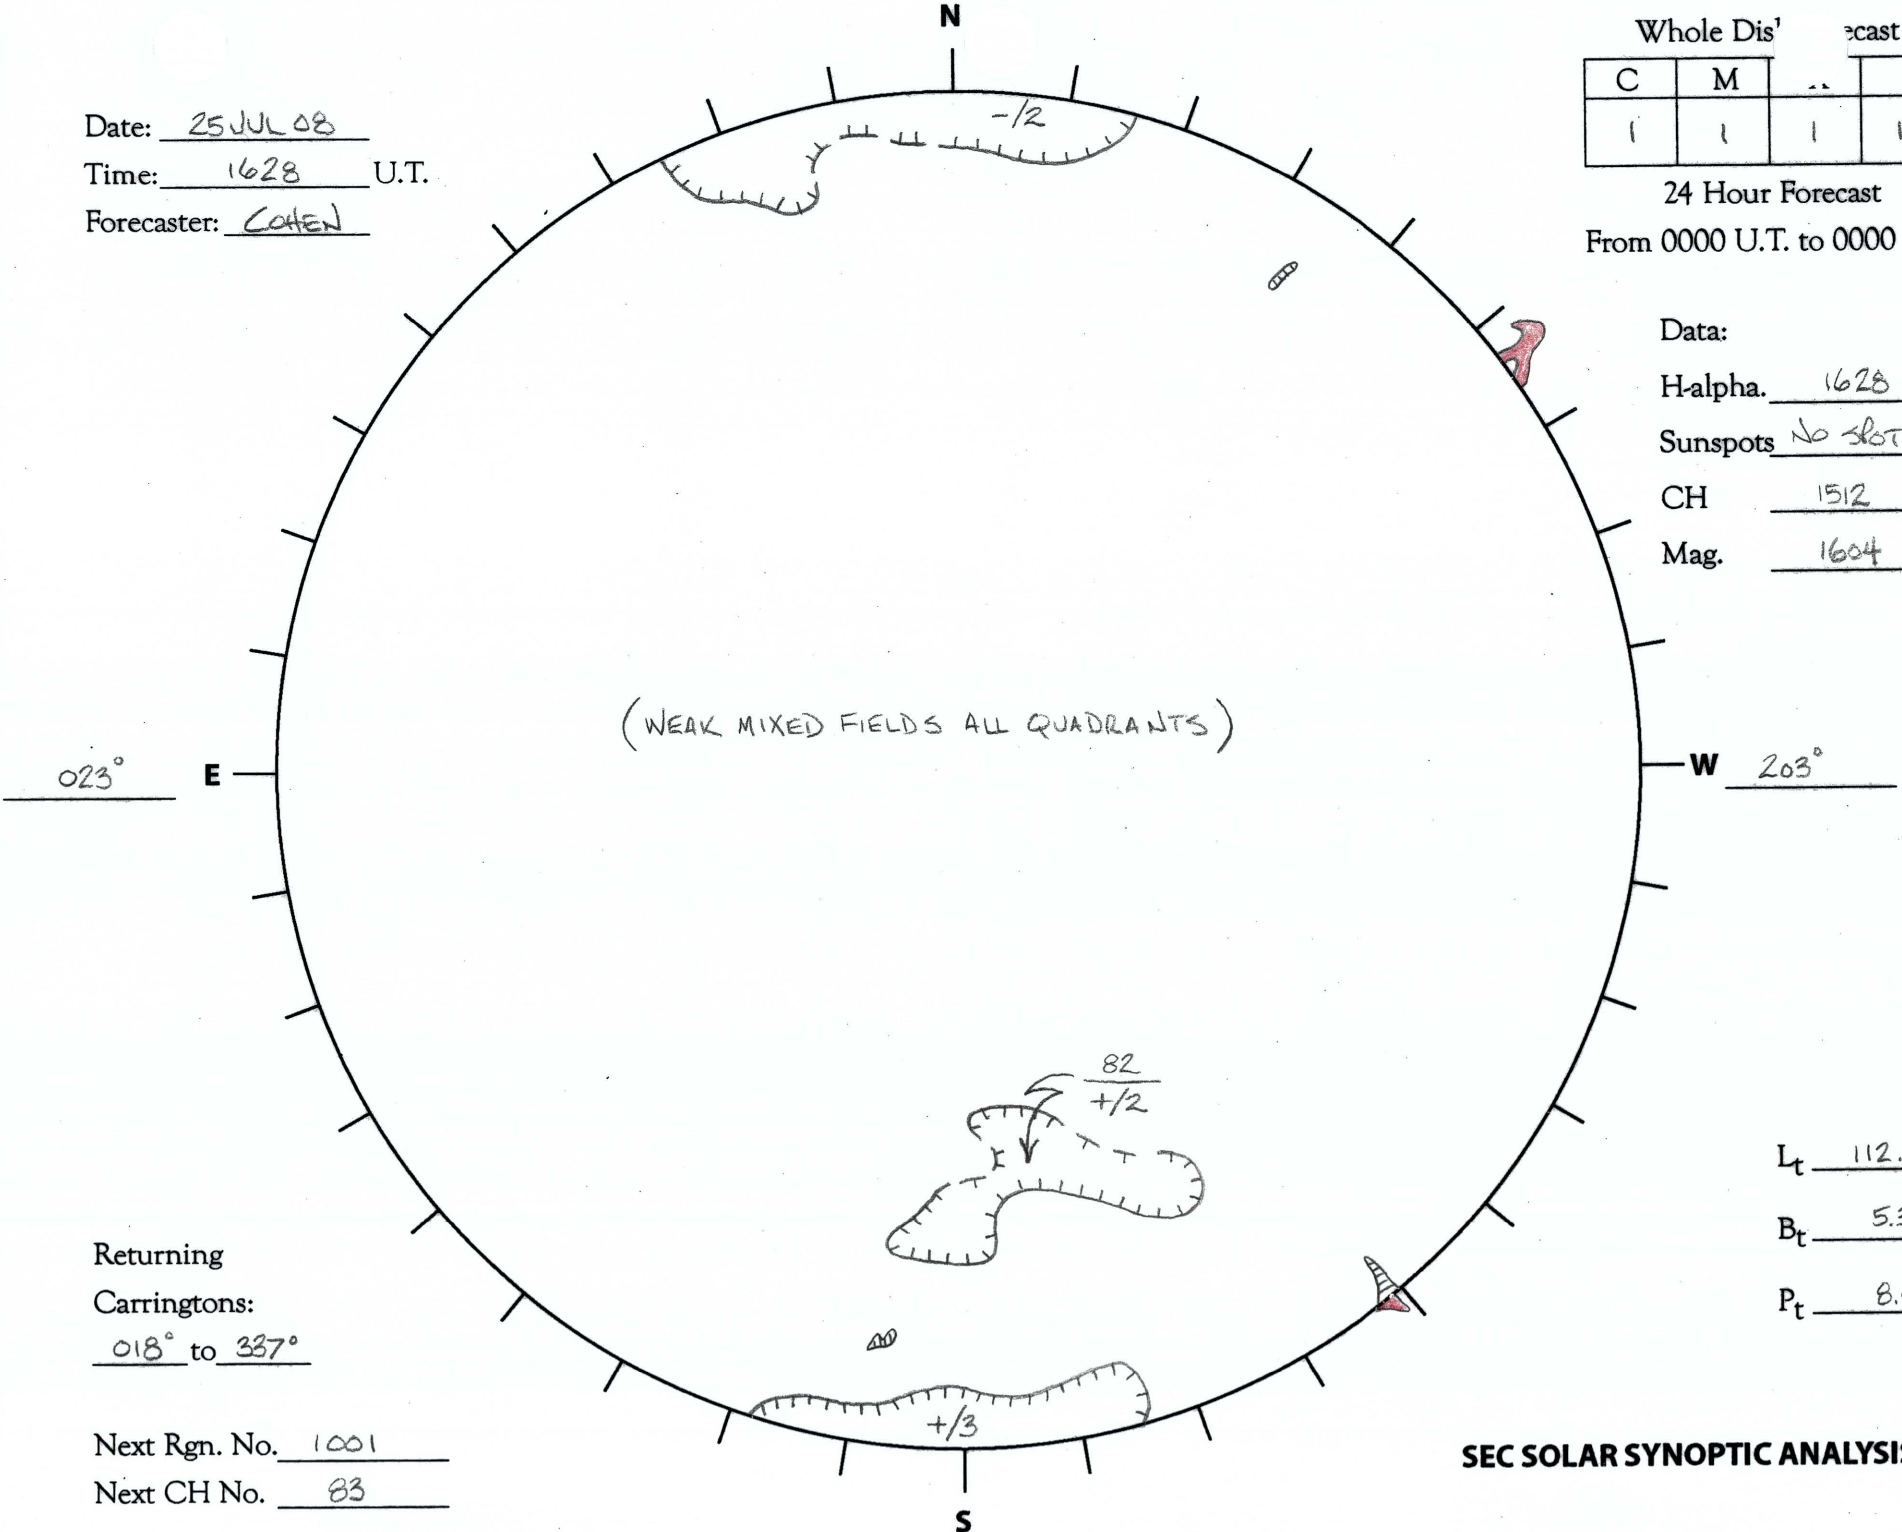 N
Whole Dis
ecast
Date: 25 JUL 08
Time: 1628 U.T.
Forecaster: COHEN
C M
1 1 1 1
24 Hour Forecast
From 0000 U.T. to 0000
-/2
Data:
H-alpha. 1628
Sunspots NO SPOT
CH 1512
Mag. 1604
(WEAK MIXED FIELDS ALL QUADRANTS)
023° E
W 203°
82
+/2
Lt 112.
Bt 5.
Pt 8.
Returning
Carringtons:
018° to 337°
+/3
Next Rgn. No. 1001
Next CH No. 83
SEC SOLAR SYNOPTIC ANALYSIS
S